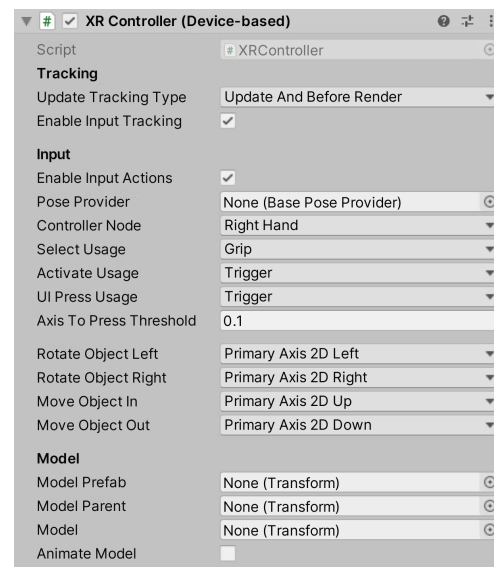 XR Controller (Device-based)
Script # XRController
Tracking
Update Tracking Type Update And Before Render
Enable Input Tracking
Input
Enable Input Actions
Pose Provider None (Base Pose Provider)
Controller Node Right Hand
Select Usage Grip
Activate Usage Trigger
UI Press Usage Trigger
Axis To Press Threshold 0.1
Rotate Object Left Primary Axis 2D Left
Rotate Object Right Primary Axis 2D Right
Move Object In Primary Axis 2D Up
Move Object Out Primary Axis 2D Down
Model
Model Prefab None (Transform)
Model Parent None (Transform)
Model None (Transform)
Animate Model